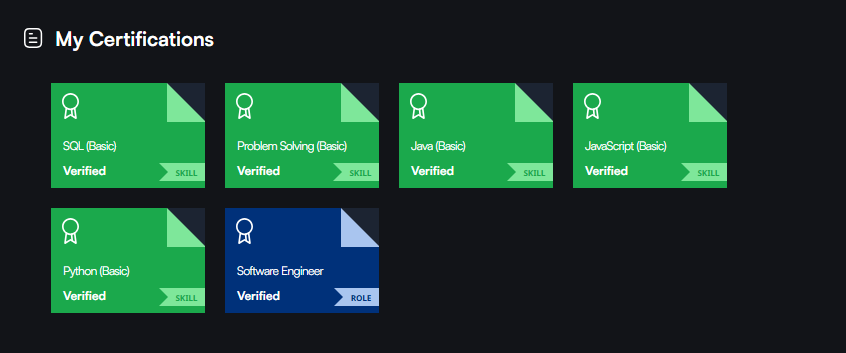 My Certifications
SQL (Basic)
Verified
SKILL
Problem Solving (Basic)
Verified
SKILL
Java (Basic)
Verified
SKILL
JavaScript (Basic)
Verified
SKILL
Python (Basic)
Verified
SKILL
Software Engineer
Verified
ROLE